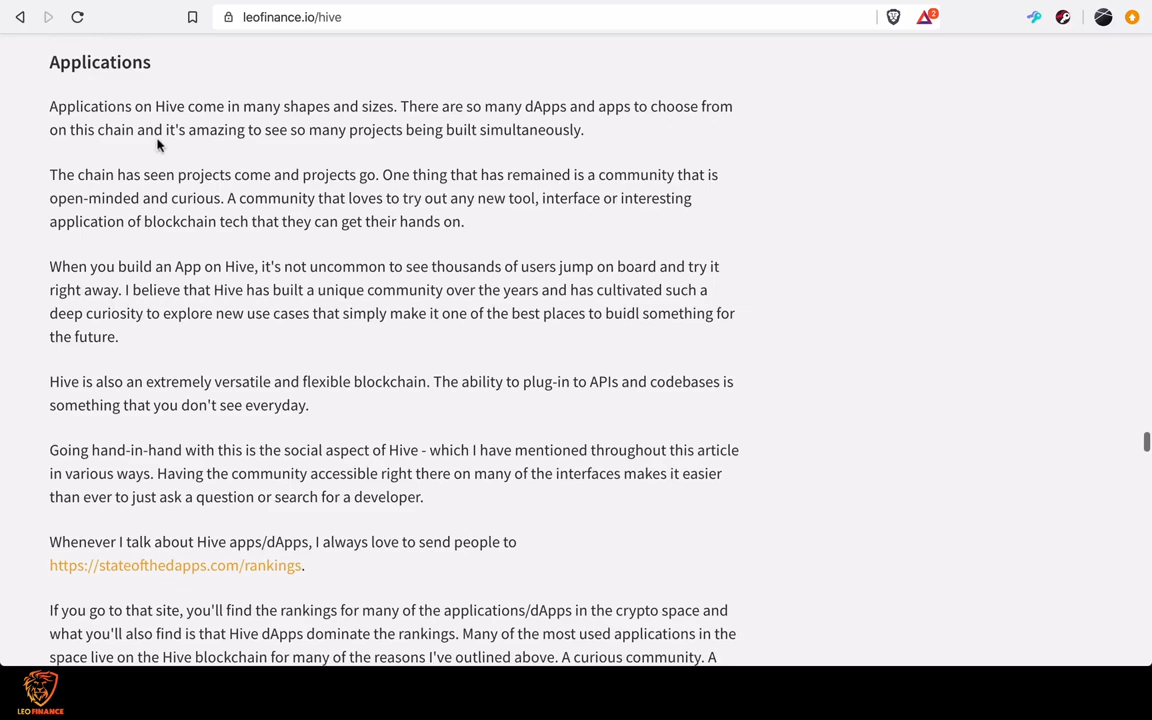 leofinance.io/hive
2
Applications
Applications on Hive come in many shapes and sizes. There are so many dApps and apps to choose from
on this chain and it's amazing to see so many projects being built simultaneously.
The chain has seen projects come and projects go. One thing that has remained is a community that is
open-minded and curious. A community that loves to try out any new tool, interface or interesting
application of blockchain tech that they can get their hands on.
When you build an App on Hive, it's not uncommon to see thousands of users jump on board and try it
right away. I believe that Hive has built a unique community over the years and has cultivated such a
deep curiosity to explore new use cases that simply make it one of the best places to buidl something for
the future.
Hive is also an extremely versatile and flexible blockchain. The ability to plug-in to APIs and codebases is
something that you don't see everyday.
Going hand-in-hand with this is the social aspect of Hive - which I have mentioned throughout this article
in various ways. Having the community accessible right there on many of the interfaces makes it easier
than ever to just ask a question or search for a developer.
Whenever I talk about Hive apps/dApps, I always love to send people to
https://stateofthedapps.com/rankings.
If you go to that site, you'll find the rankings for many of the applications/dApps in the crypto space and
what you'll also find is that Hive dApps dominate the rankings. Many of the most used applications in the
space live on the Hive blockchain for many of the reasons I've outlined above. A curious community. A
LEOFINANCE